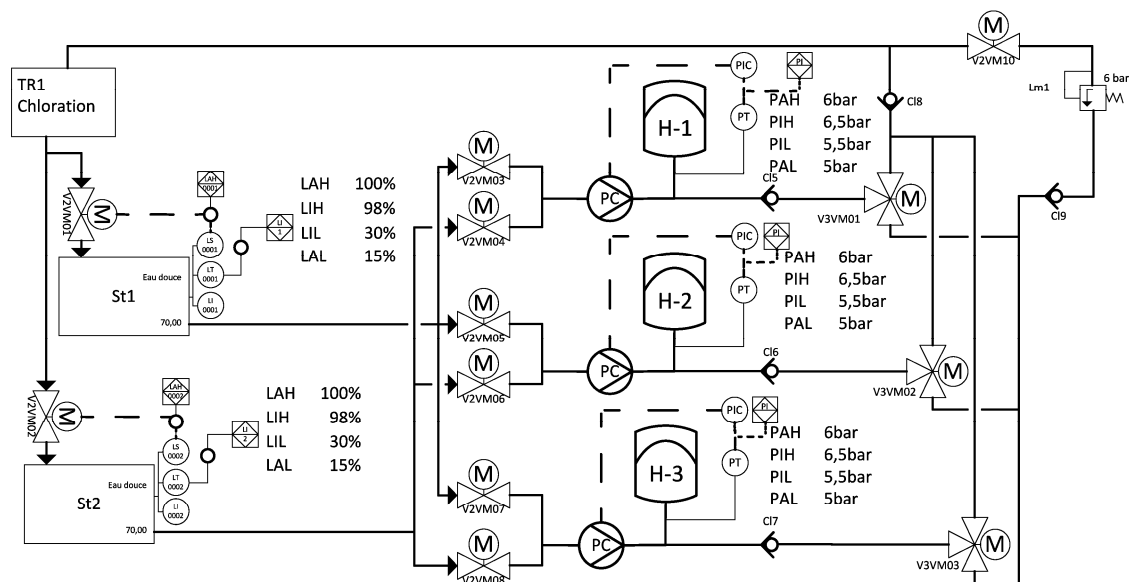 M
V2VM10
TR1
Chloration
6 bar
Lm1
PIC
PI
Cl8
H-1
PT
PAH 6bar
PIH 6,5bar
PIL 5,5bar
PAL 5bar
M
V2VM03
LAH
0001
LAH 100%
LIH 98%
LIL 30%
LAL 15%
V2VM01
M
LI
1
LS
0001
M
V2VM04
PC
Cl5
V3VM01
M
Cl9
Eau douce
LT
0001
St1
LI
0001
70,00
PIC
PI
H-2
PT
PAH 6bar
PIH 6,5bar
PIL 5,5bar
PAL 5bar
M
V2VM05
M
V2VM06
PC
Cl6
V3VM02
M
LAH
0002
LAH 100%
LIH 98%
LIL 30%
LAL 15%
V2VM02
M
LI
2
LS
0002
PIC
PI
H-3
PT
PAH 6bar
PIH 6,5bar
PIL 5,5bar
PAL 5bar
Eau douce
LT
0002
St2
LI
0002
70,00
M
V2VM07
M
V2VM08
PC
Cl7
V3VM03
M